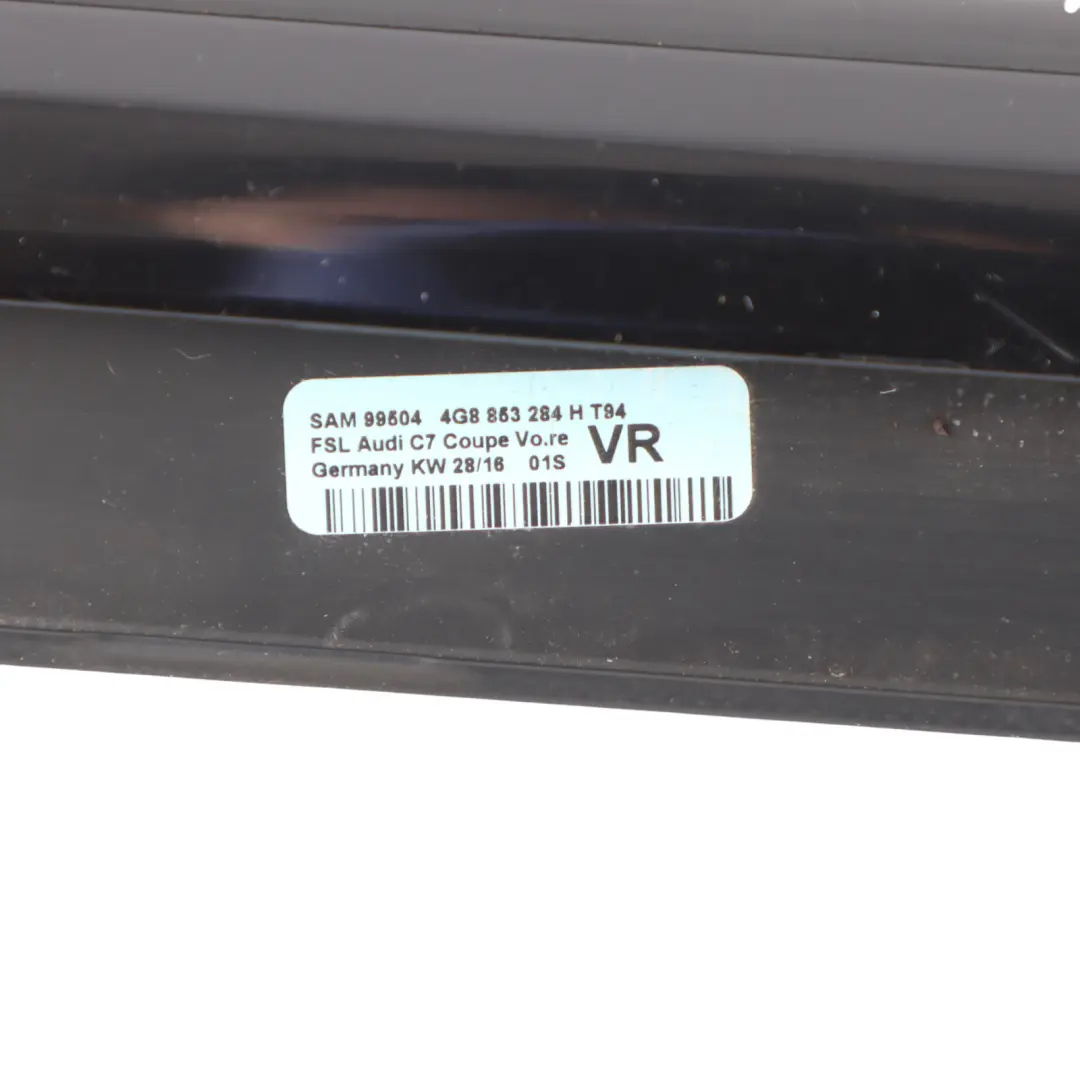 SAM 99504 4G8 853 284 H T94
FSL Audi C7 Coupe Vo.re VR
Germany KW 28/16 01S